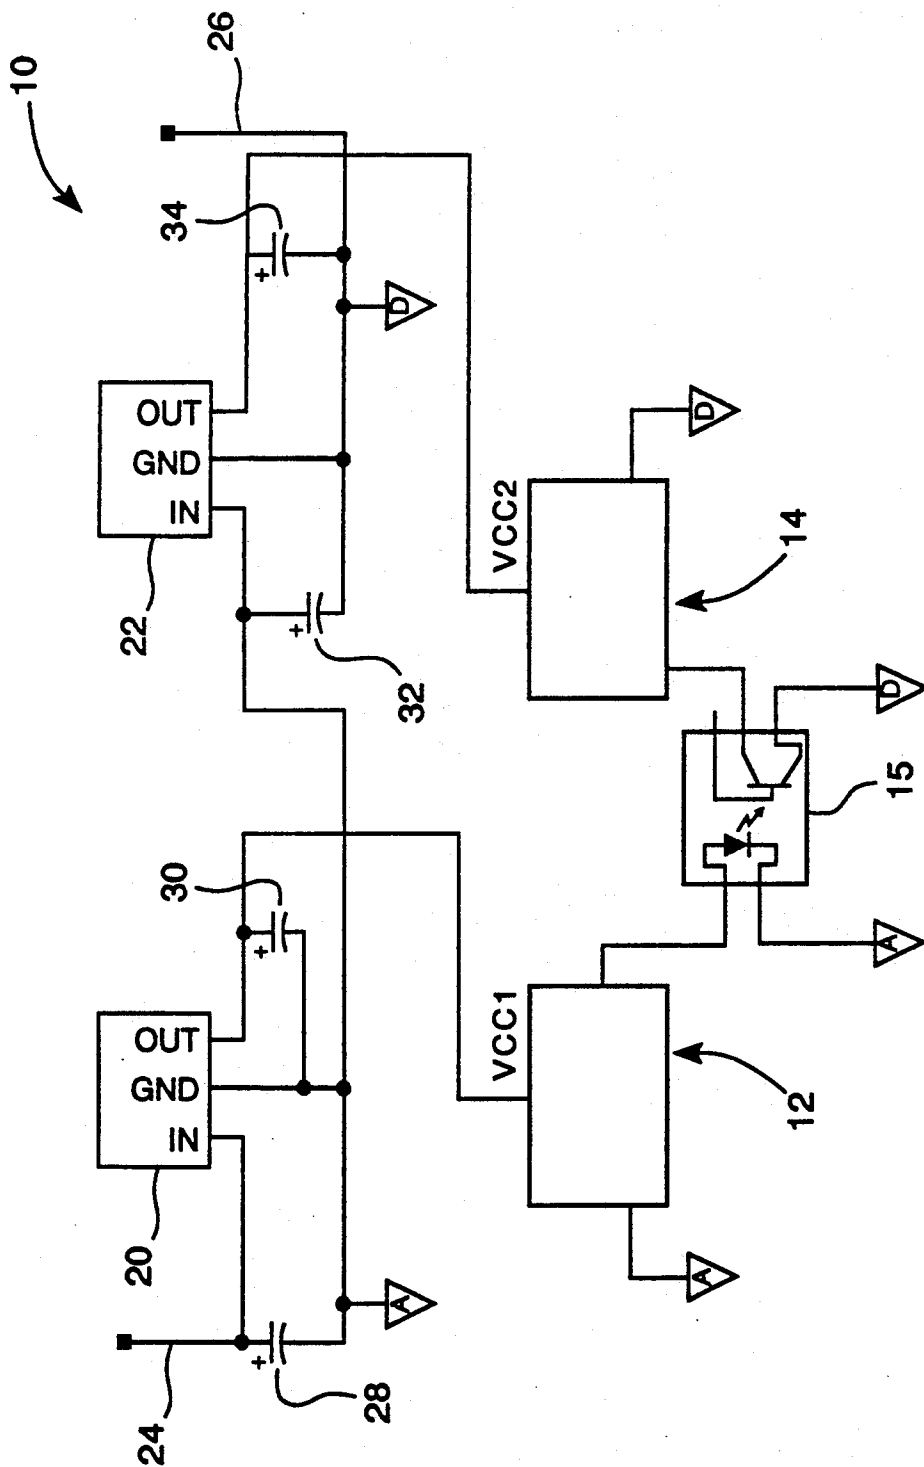 10
26
34
+
OUT
GND
IN
22
+
32
D
30
+
OUT
GND
IN
20
24
+
28
A
VCC2
14
D
VCC1
12
A
15
D
A